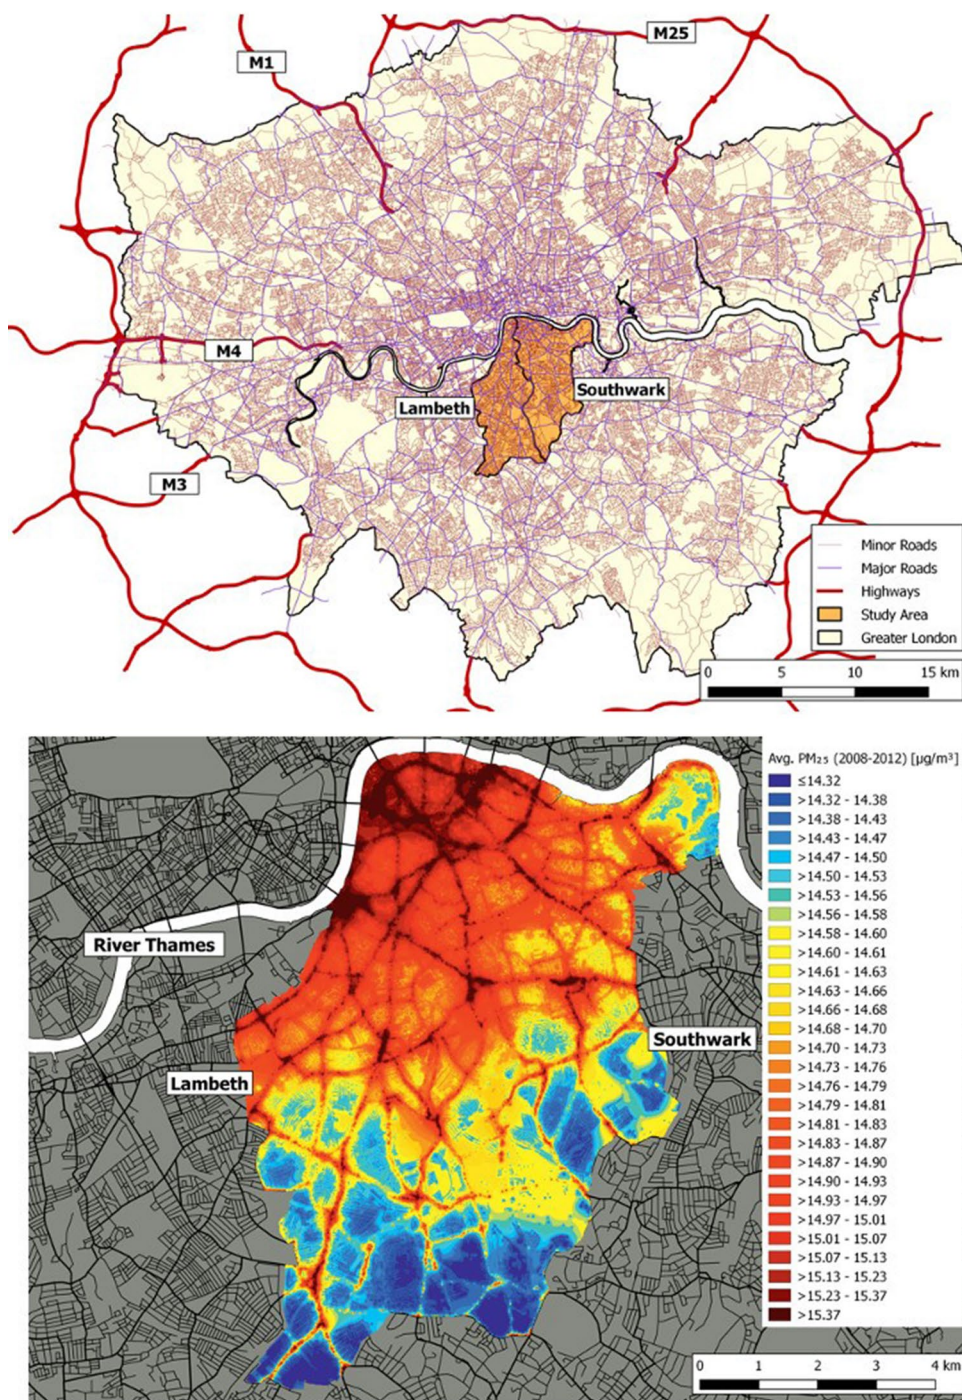 M25
M1
M4
Southwark
Lambeth
M3
Minor Roads
Major Roads
Highways
Study Area
Greater London
0 5 10 15 km
Avg. PM₂₅ (2008-2012) [µg/m³]
≤14.32
>14.32 - 14.38
>14.38 - 14.43
>14.43 - 14.47
>14.47 - 14.50
>14.50 - 14.53
>14.53 - 14.56
>14.56 - 14.58
>14.58 - 14.60
>14.60 - 14.61
>14.61 - 14.63
>14.63 - 14.66
>14.66 - 14.68
>14.68 - 14.70
>14.70 - 14.73
>14.73 - 14.76
>14.76 - 14.79
>14.79 - 14.81
>14.81 - 14.83
>14.83 - 14.87
>14.87 - 14.90
>14.90 - 14.93
>14.93 - 14.97
>14.97 - 15.01
>15.01 - 15.07
>15.07 - 15.13
>15.13 - 15.23
>15.23 - 15.37
>15.37
River Thames
Southwark
Lambeth
0 1 2 3 4 km